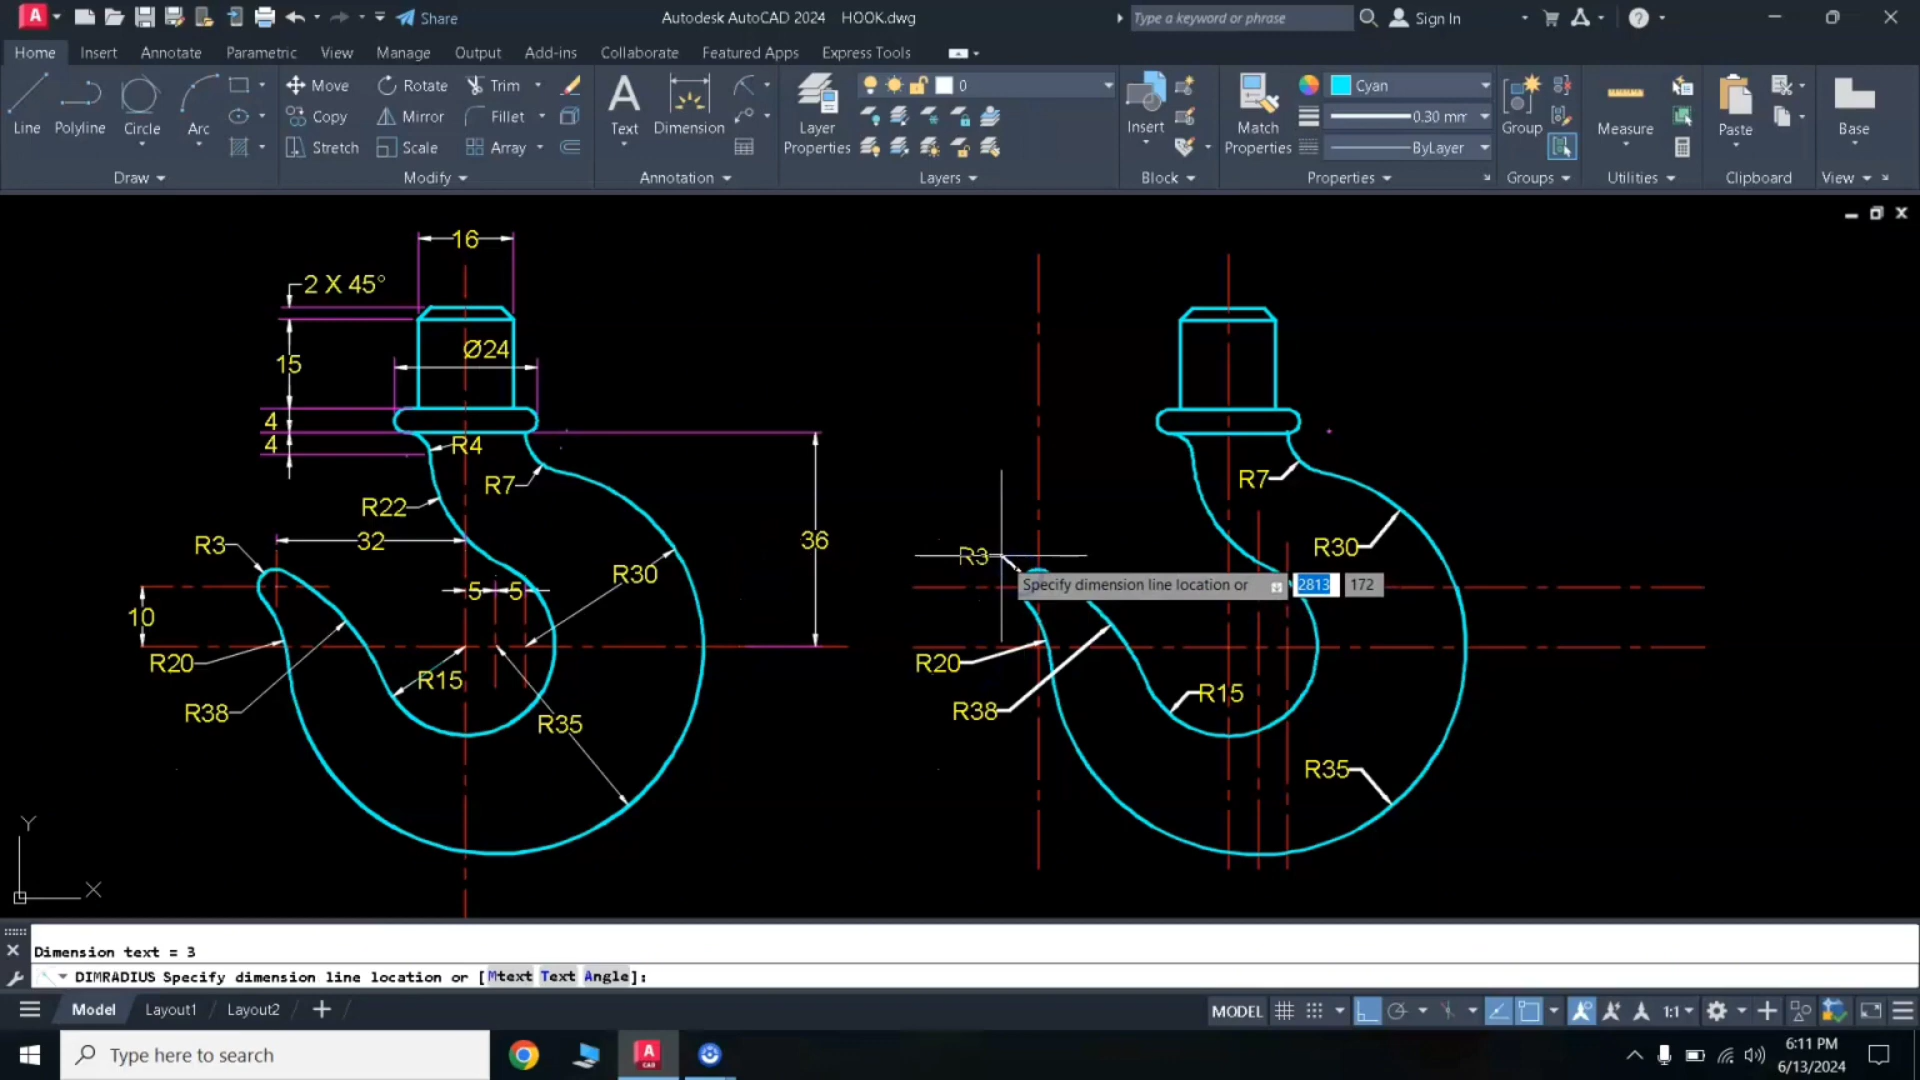 Share
Autodesk AutoCAD 2024 HOOK.dwg
Type a keyword or phrase
Sign In
Home Insert Annotate Parametric View Manage Output Add-ins Collaborate Featured Apps Express Tools
Line Polyline Circle Arc
Move Rotate Trim
Copy Mirror Fillet
Stretch Scale Array
Text Dimension
Layer Properties
0
Insert
Match Properties
Cyan
0.30 mm
ByLayer
Group
Measure
Paste
Base
Draw Modify Annotation Layers Block Properties Groups Utilities Clipboard View
16
2 X 45°
Ø24
15
4
4
R4
R7
R22
R3
32
36
5 5
R30
10
R20
R15
R38
R35
R7
R30
R3
Specify dimension line location or 2813 172
R20
R15
R38
R35
Y
X
Dimension text = 3
DIMRADIUS Specify dimension line location or [Mtext Text Angle]:
Model Layout1 Layout2
MODEL 1:1
Type here to search
A
CAD
6:11 PM
6/13/2024